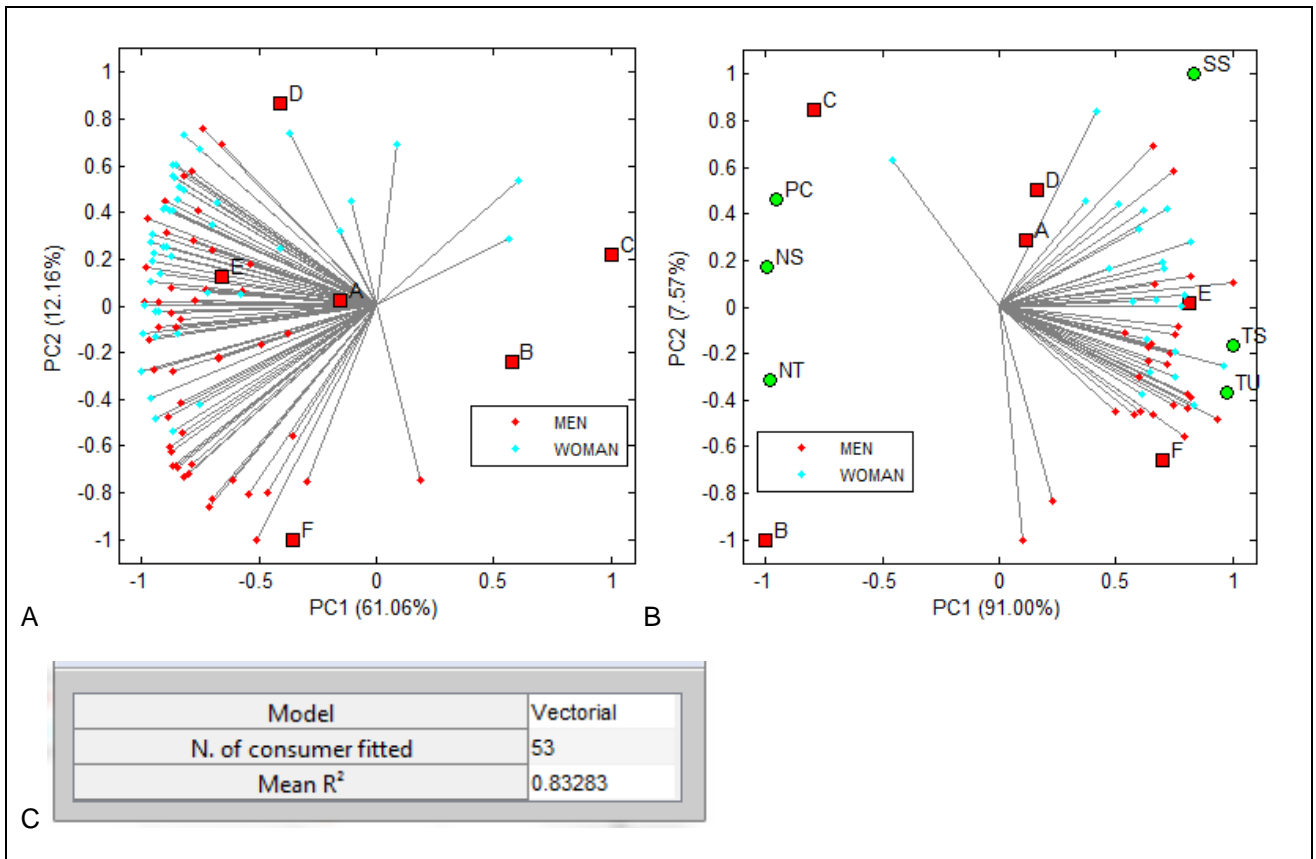 1
0.8
0.6
0.4
0.2
0
-0.2
-0.4
-0.6
-0.8
-1
PC2 (12.16%)
D
E
A
C
B
F
MEN
WOMAN
-1
-0.5
0
0.5
1
PC1 (61.06%)
A
1
0.8
0.6
0.4
0.2
0
-0.2
-0.4
-0.6
-0.8
-1
PC2 (7.57%)
SS
C
PC
D
NS
A
E
TS
NT
TU
F
B
MEN
WOMAN
-1
-0.5
0
0.5
1
PC1 (91.00%)
B
Model Vectorial
N. of consumer fitted 53
Mean R² 0.83283
C